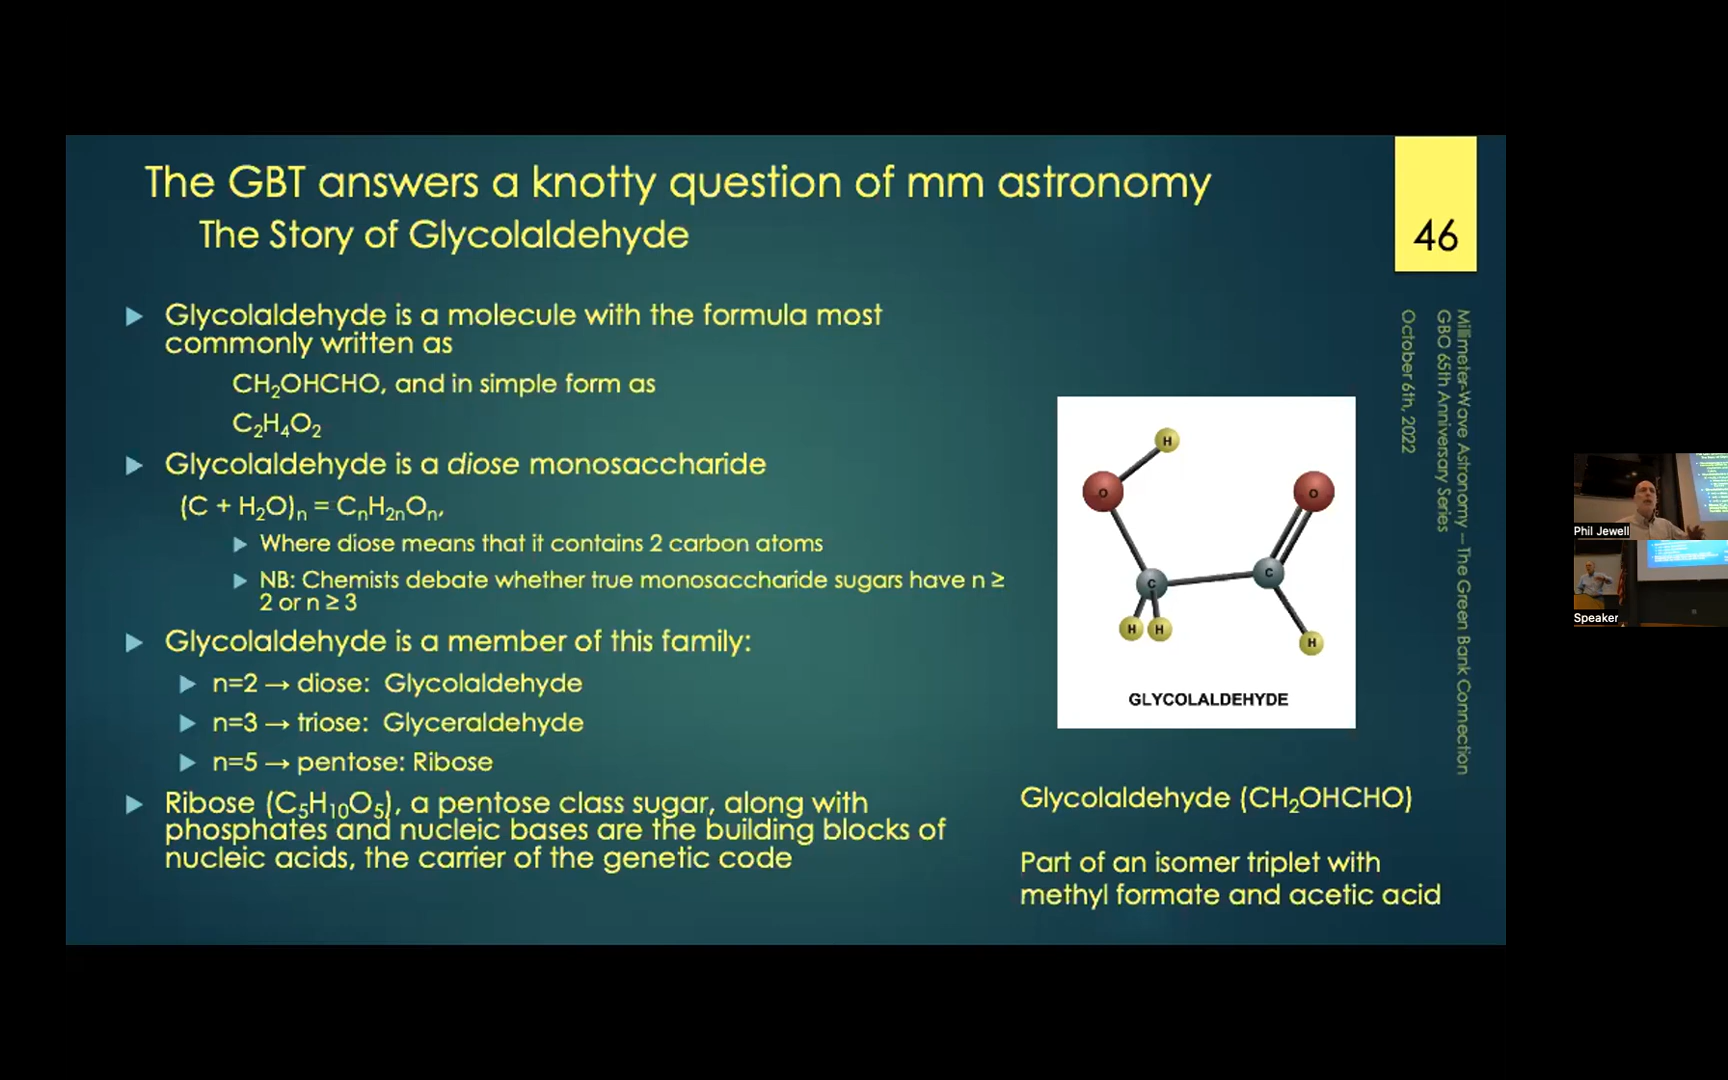 The GBT answers a knotty question of mm astronomy
The Story of Glycolaldehyde
46
Glycolaldehyde is a molecule with the formula most
commonly written as
CH₂OHCHO, and in simple form as
C₂H₄O₂
Glycolaldehyde is a diose monosaccharide
(C + H₂O)ₙ = CₙH₂ₙOₙ,
Where diose means that it contains 2 carbon atoms
NB: Chemists debate whether true monosaccharide sugars have n ≥
2 or n ≥ 3
Glycolaldehyde is a member of this family:
n=2 → diose: Glycolaldehyde
n=3 → triose: Glyceraldehyde
n=5 → pentose: Ribose
Ribose (C₅H₁₀O₅), a pentose class sugar, along with
phosphates and nucleic bases are the building blocks of
nucleic acids, the carrier of the genetic code
H
O
O
C
C
H
H
H
GLYCOLALDEHYDE
Glycolaldehyde (CH₂OHCHO)
Part of an isomer triplet with
methyl formate and acetic acid
Millimeter-Wave Astronomy – The Green Bank Connection
GBO 65th Anniversary Series
October 6th, 2022
Phil Jewell
Speaker